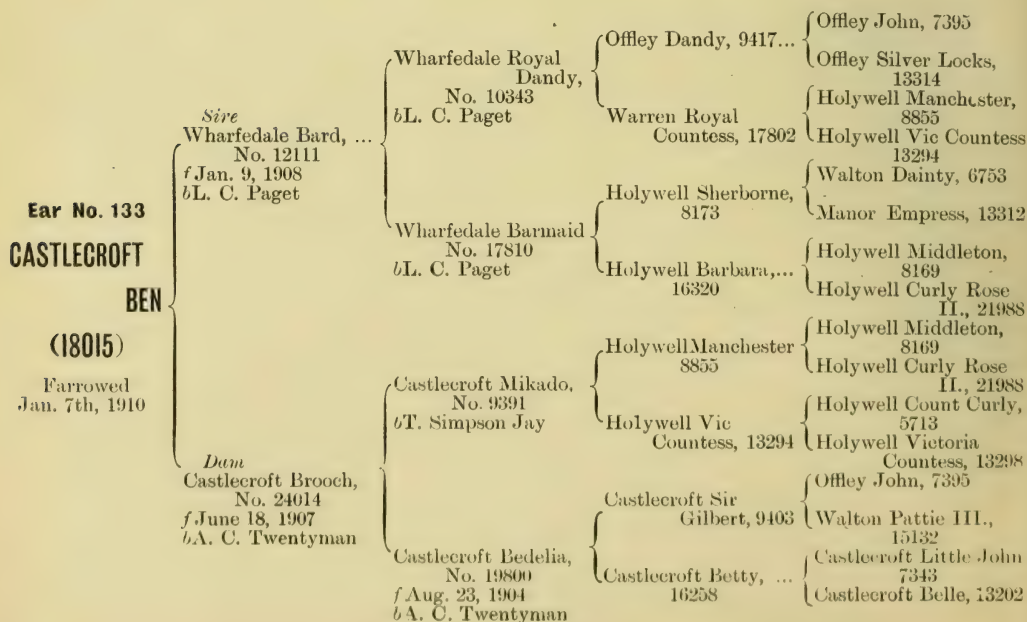 Ear No. 133
CASTLECROFT
BEN
(18015)
Farrowed
Jan. 7th, 1910
Sire
Wharfedale Bard, ...
No. 12111
f Jan. 9, 1908
bL. C. Paget
Dam
Castlecroft Brooch,
No. 24014
f June 18, 1907
bA. C. Twentyman
Wharfedale Royal
Dandy,
No. 10343
bL. C. Paget
Wharfedale Barmaid
No. 17810
bL. C. Paget
Castlecroft Mikado,
No. 9391
bT. Simpson Jay
Castlecroft Bedelia,
No. 19800
f Aug. 23, 1904
bA. C. Twentyman
Offley Dandy, 9417...
Warren Royal
Countess, 17802
Holywell Sherborne,
8173
Holywell Barbara,...
16320
Holywell Manchester
8855
Holywell Vic
Countess, 13294
Castlecroft Sir
Gilbert, 9403
Castlecroft Betty, ...
16258
Offley John, 7395
Offley Silver Locks,
13314
Holywell Manchester,
8855
Holywell Vic Countess
13294
Walton Dainty, 6753
Manor Empress, 13312
Holywell Middleton,
8169
Holywell Curly Rose
II., 21988
Holywell Middleton,
8169
Holywell Curly Rose
II., 21988
Holywell Count Curly,
5713
Holywell Victoria
Countess, 13298
Offley John, 7395
Walton Pattie III.,
15132
Castlecroft Little John
7343
Castlecroft Belle, 13202